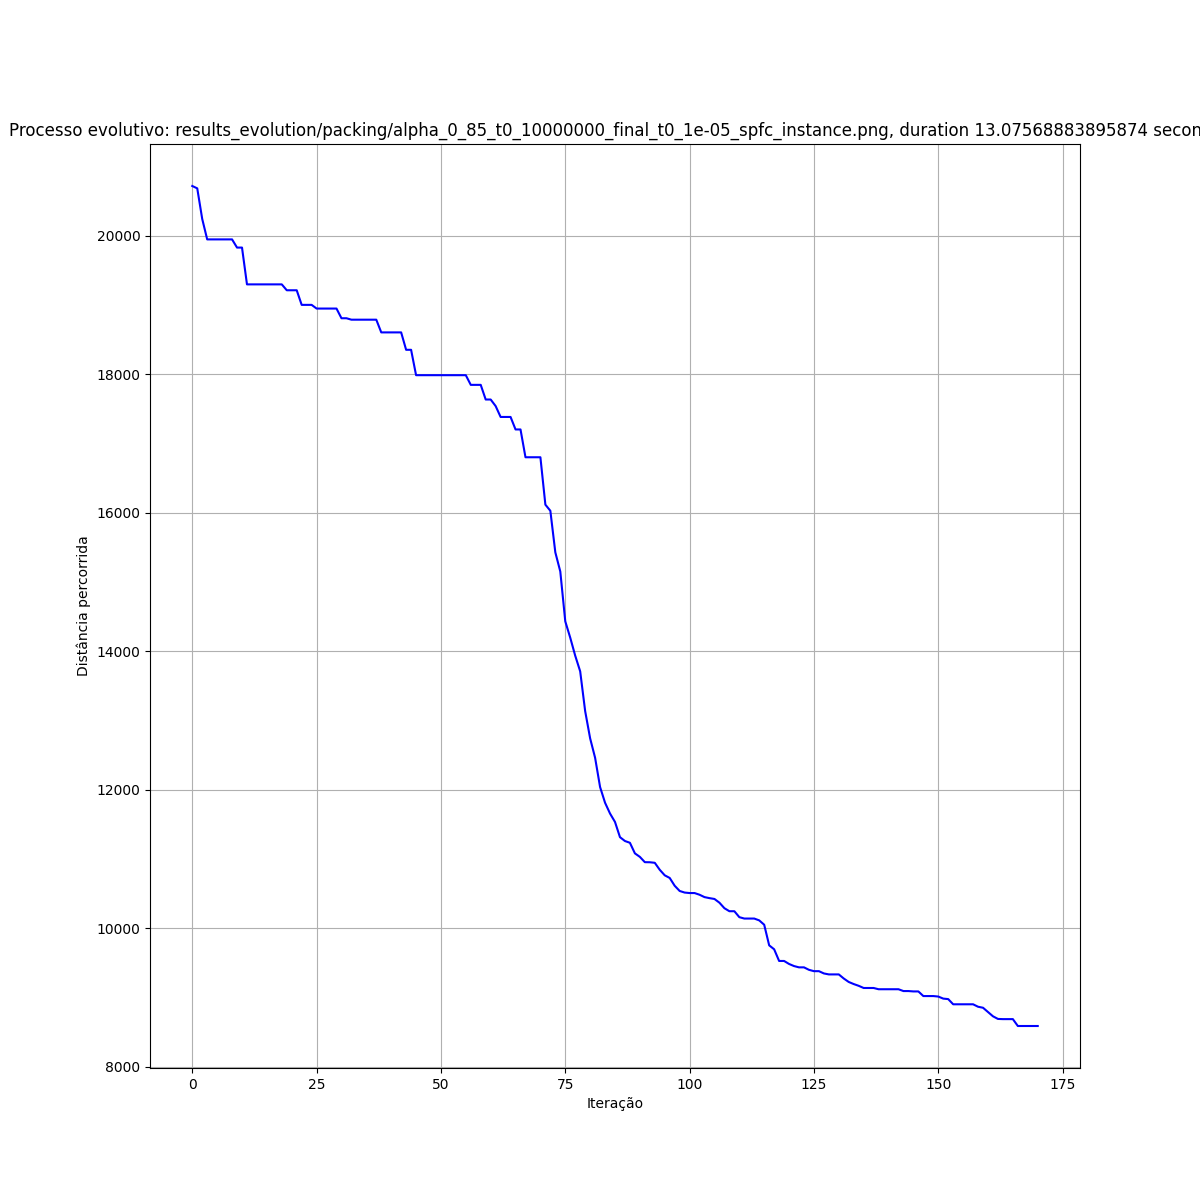 Processo evolutivo: results_evolution/packing/alpha_0_85_t0_10000000_final_t0_1e-05_spfc_instance.png, duration 13.07568883895874 secon
20000
18000
16000
14000
12000
10000
8000
Distância percorrida
0 25 50 75 100 125 150 175
Iteração